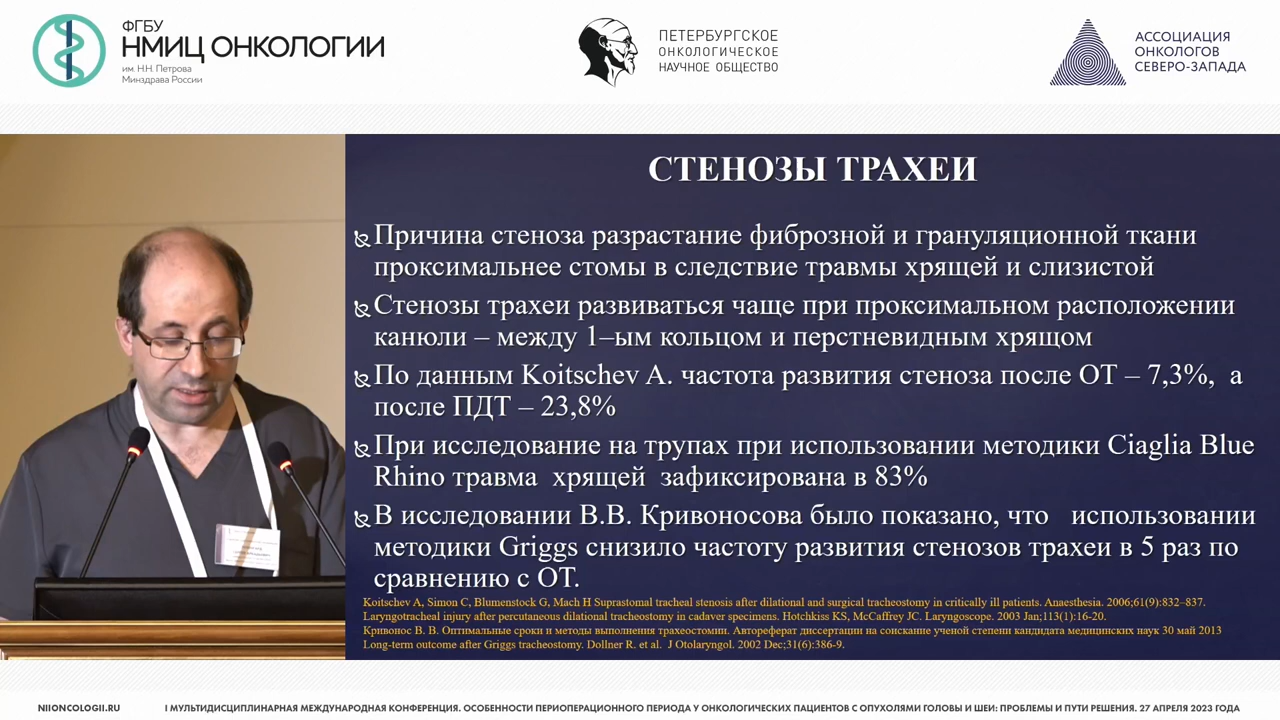 ФГБУ
НМИЦ ОНКОЛОГИИ
им. Н.Н. Петрова
Минздрава России
ПЕТЕРБУРГСКОЕ
ОНКОЛОГИЧЕСКОЕ
НАУЧНОЕ ОБЩЕСТВО
АССОЦИАЦИЯ
ОНКОЛОГОВ
СЕВЕРО-ЗАПАДА
СТЕНОЗЫ ТРАХЕИ
Причина стеноза разрастание фиброзной и грануляционной ткани
проксимальнее стомы в следствие травмы хрящей и слизистой
Стенозы трахеи развиваться чаще при проксимальном расположении
канюли – между 1–ым кольцом и перстневидным хрящом
По данным Koitschev A. частота развития стеноза после ОТ – 7,3%, а
после ПДТ – 23,8%
При исследование на трупах при использовании методики Ciaglia Blue
Rhino травма хрящей зафиксирована в 83%
В исследовании В.В. Кривоносова было показано, что использовании
методики Griggs снизило частоту развития стенозов трахеи в 5 раз по
сравнению с ОТ.
Koitschev A, Simon C, Blumenstock G, Mach H Suprastomal tracheal stenosis after dilational and surgical tracheostomy in critically ill patients. Anaesthesia. 2006;61(9):832–837.
Laryngotracheal injury after percutaneous dilational tracheostomy in cadaver specimens. Hotchkiss KS, McCaffrey JC. Laryngoscope. 2003 Jan;113(1):16-20.
Кривонос В. В. Оптимальные сроки и методы выполнения трахеостомии. Автореферат диссертации на соискание ученой степени кандидата медицинских наук 30 май 2013
Long-term outcome after Griggs tracheostomy. Dollner R. et al. J Otolaryngol. 2002 Dec;31(6):386-9.
NIIONCOLOGII.RU
I МУЛЬТИДИСЦИПЛИНАРНАЯ МЕЖДУНАРОДНАЯ КОНФЕРЕНЦИЯ. ОСОБЕННОСТИ ПЕРИОПЕРАЦИОННОГО ПЕРИОДА У ОНКОЛОГИЧЕСКИХ ПАЦИЕНТОВ С ОПУХОЛЯМИ ГОЛОВЫ И ШЕИ: ПРОБЛЕМЫ И ПУТИ РЕШЕНИЯ. 27 АПРЕЛЯ 2023 ГОДА